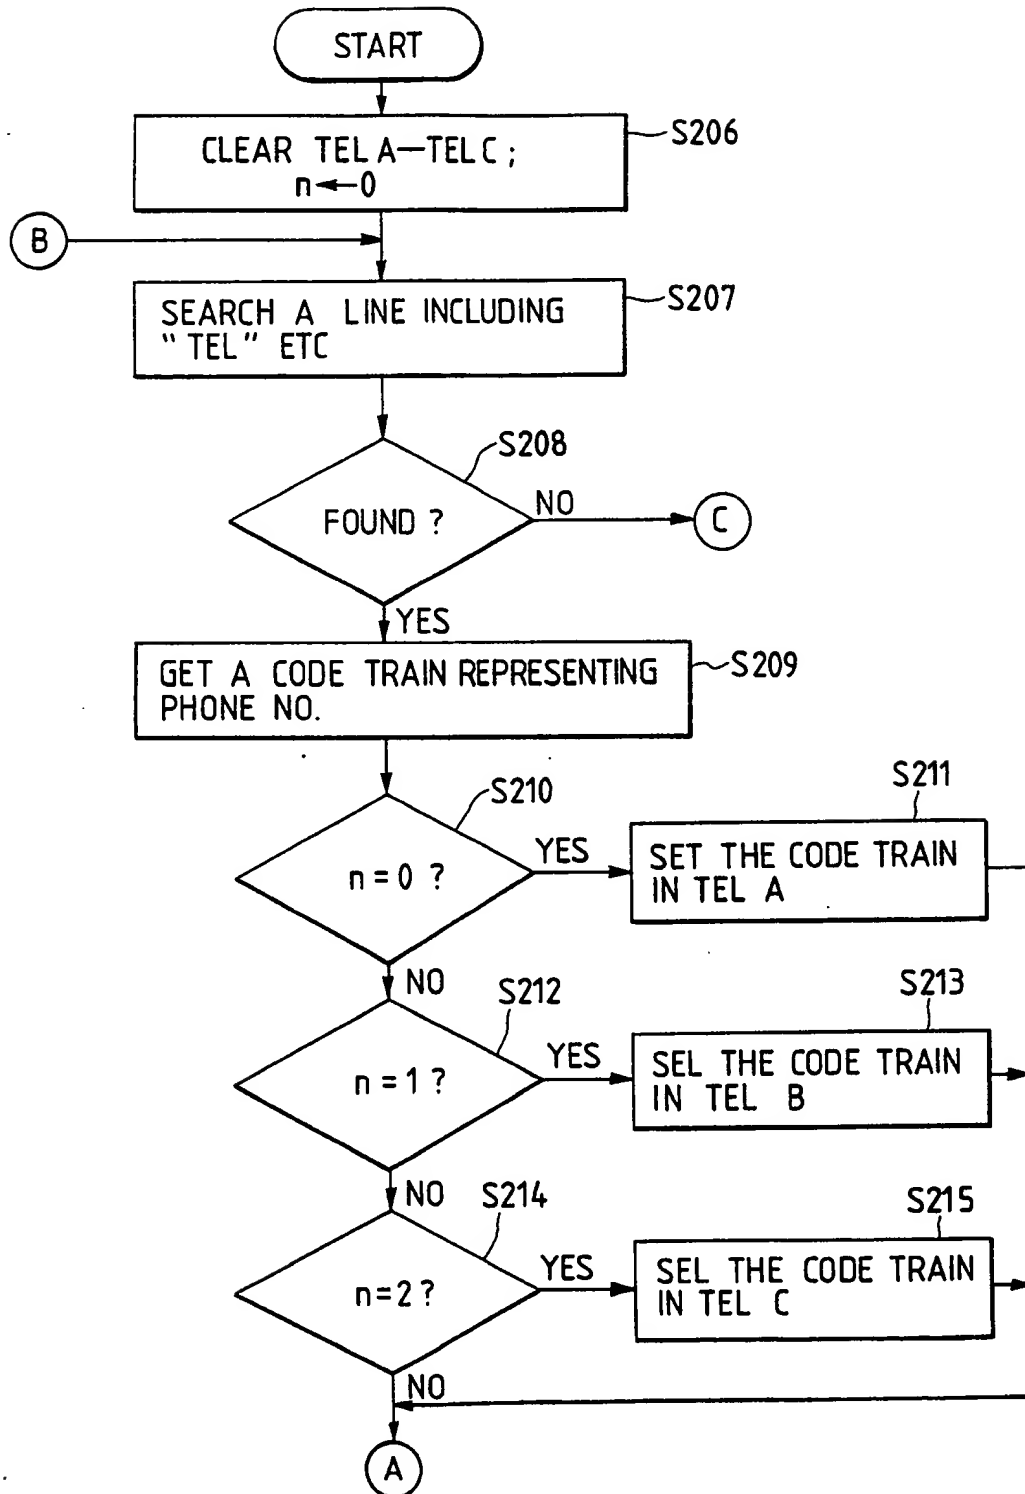 START
CLEAR TEL A—TEL C;
n←0
S206
B
SEARCH A LINE INCLUDING
"TEL" ETC
S207
S208
FOUND ?
NO
C
YES
GET A CODE TRAIN REPRESENTING
PHONE NO.
S209
S210
n=0 ?
YES
S211
SET THE CODE TRAIN
IN TEL A
NO
S212
n=1 ?
YES
S213
SEL THE CODE TRAIN
IN TEL B
NO
S214
n=2 ?
YES
S215
SEL THE CODE TRAIN
IN TEL C
NO
A